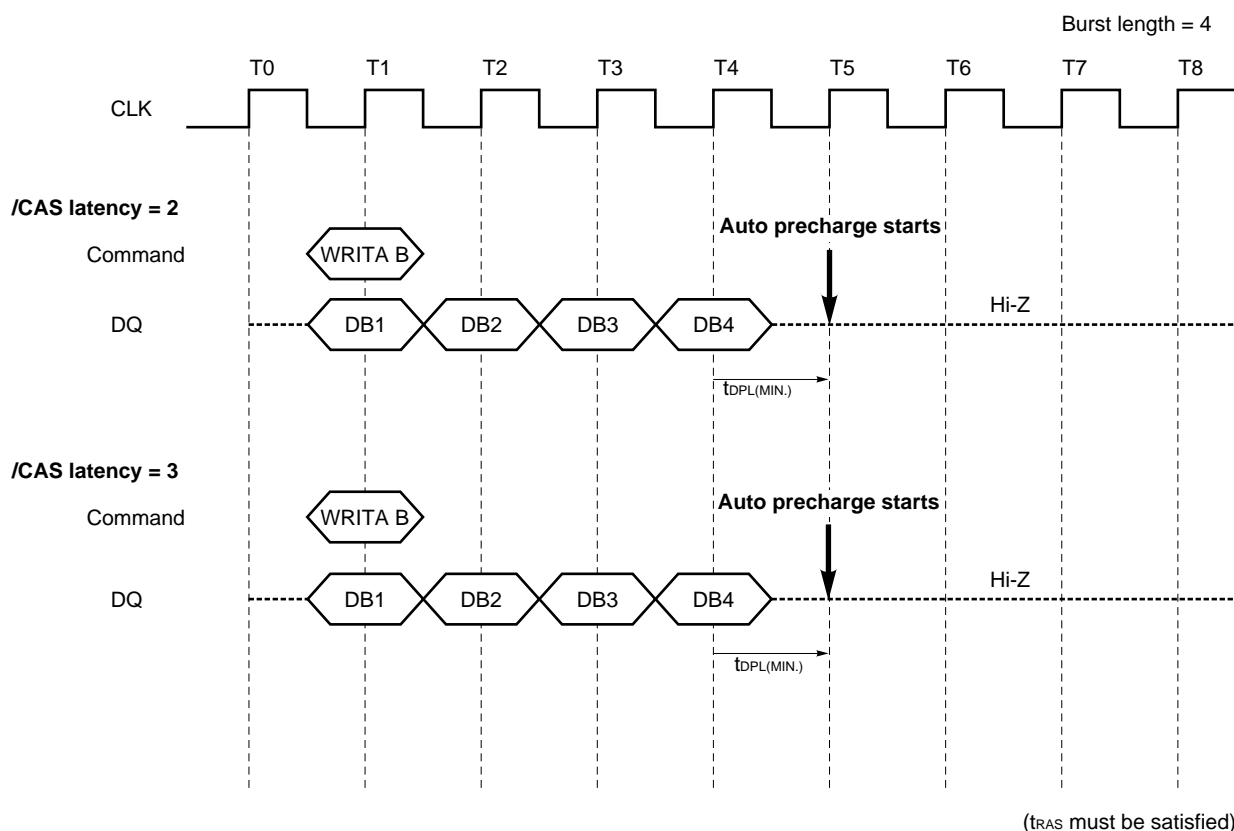 Burst length = 4
T0 T1 T2 T3 T4 T5 T6 T7 T8
CLK
/CAS latency = 2
Auto precharge starts
Command WRITA B
Hi-Z
DQ DB1 DB2 DB3 DB4
tDPL(MIN.)
/CAS latency = 3
Auto precharge starts
Command WRITA B
Hi-Z
DQ DB1 DB2 DB3 DB4
tDPL(MIN.)
(tRAS must be satisfied)